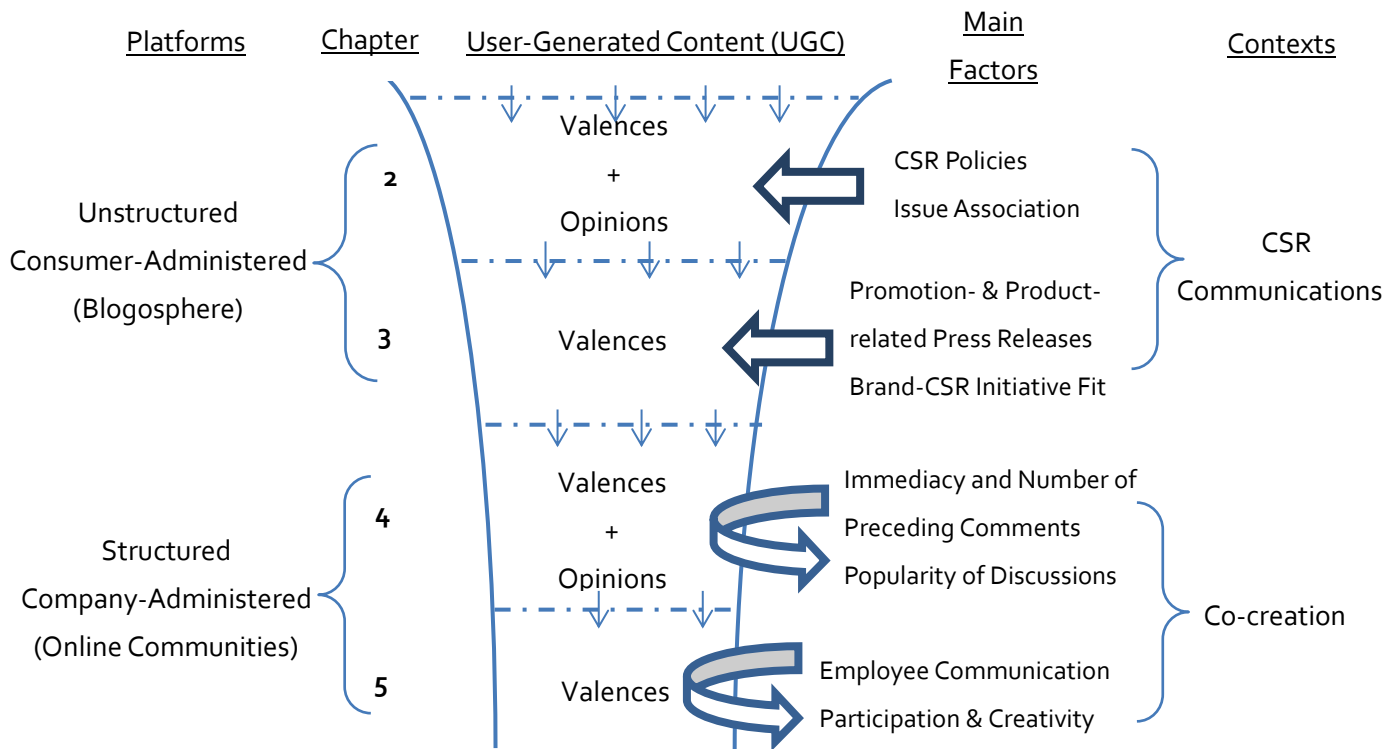 Platforms
Chapter
User-Generated Content (UGC)
Main
Factors
Contexts
Unstructured
Consumer-Administered
(Blogosphere)
2
Valences
+
Opinions
CSR Policies
Issue Association
3
Valences
Promotion- & Product-
related Press Releases
Brand-CSR Initiative Fit
CSR
Communications
Structured
Company-Administered
(Online Communities)
4
Valences
+
Opinions
Immediacy and Number of
Preceding Comments
Popularity of Discussions
5
Valences
Employee Communication
Participation & Creativity
Co-creation